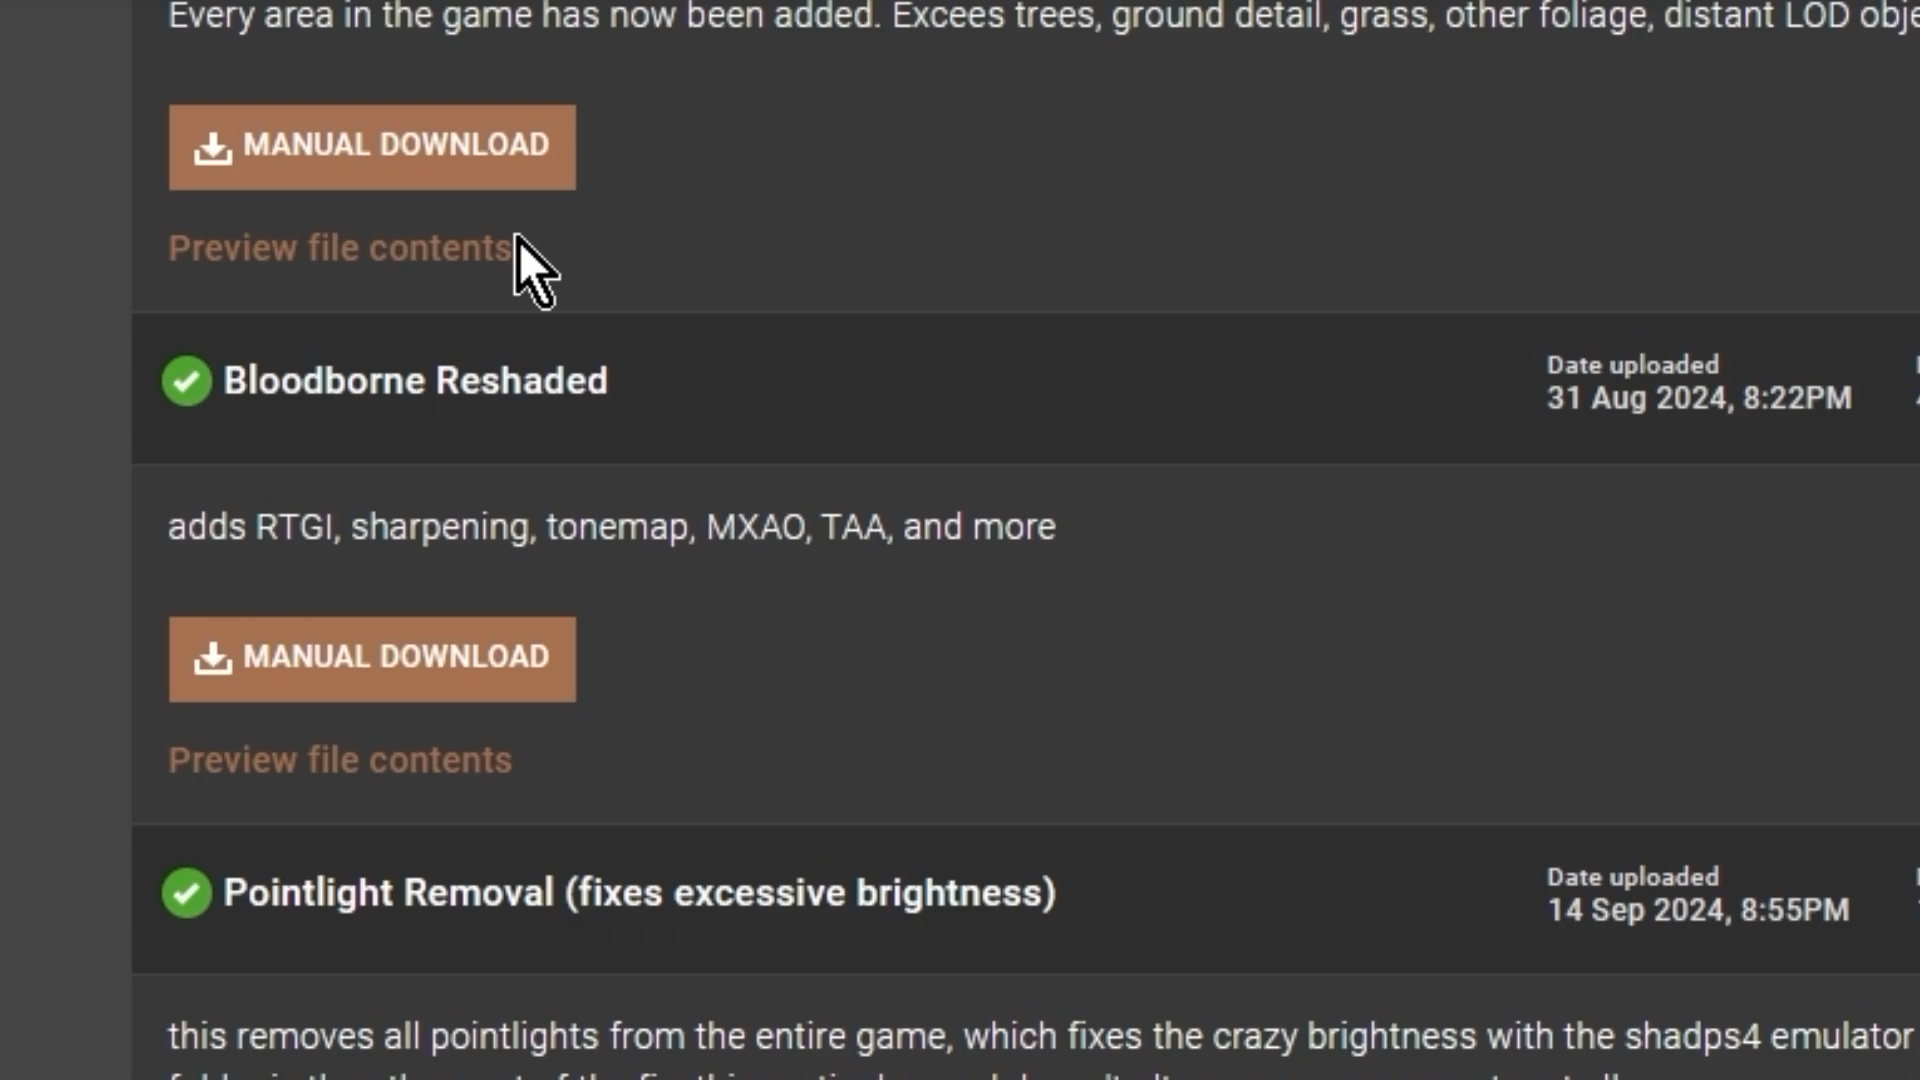 Every area in the game has now been added. Excees trees, ground detail, grass, other foliage, distant LOD
MANUAL DOWNLOAD
Preview file contents
Bloodborne Reshaded
Date uploaded
31 Aug 2024, 8:22PM
adds RTGI, sharpening, tonemap, MXAO, TAA, and more
MANUAL DOWNLOAD
Preview file contents
Pointlight Removal (fixes excessive brightness)
Date uploaded
14 Sep 2024, 8:55PM
this removes all pointlights from the entire game, which fixes the crazy brightness with the shadps4 emulator